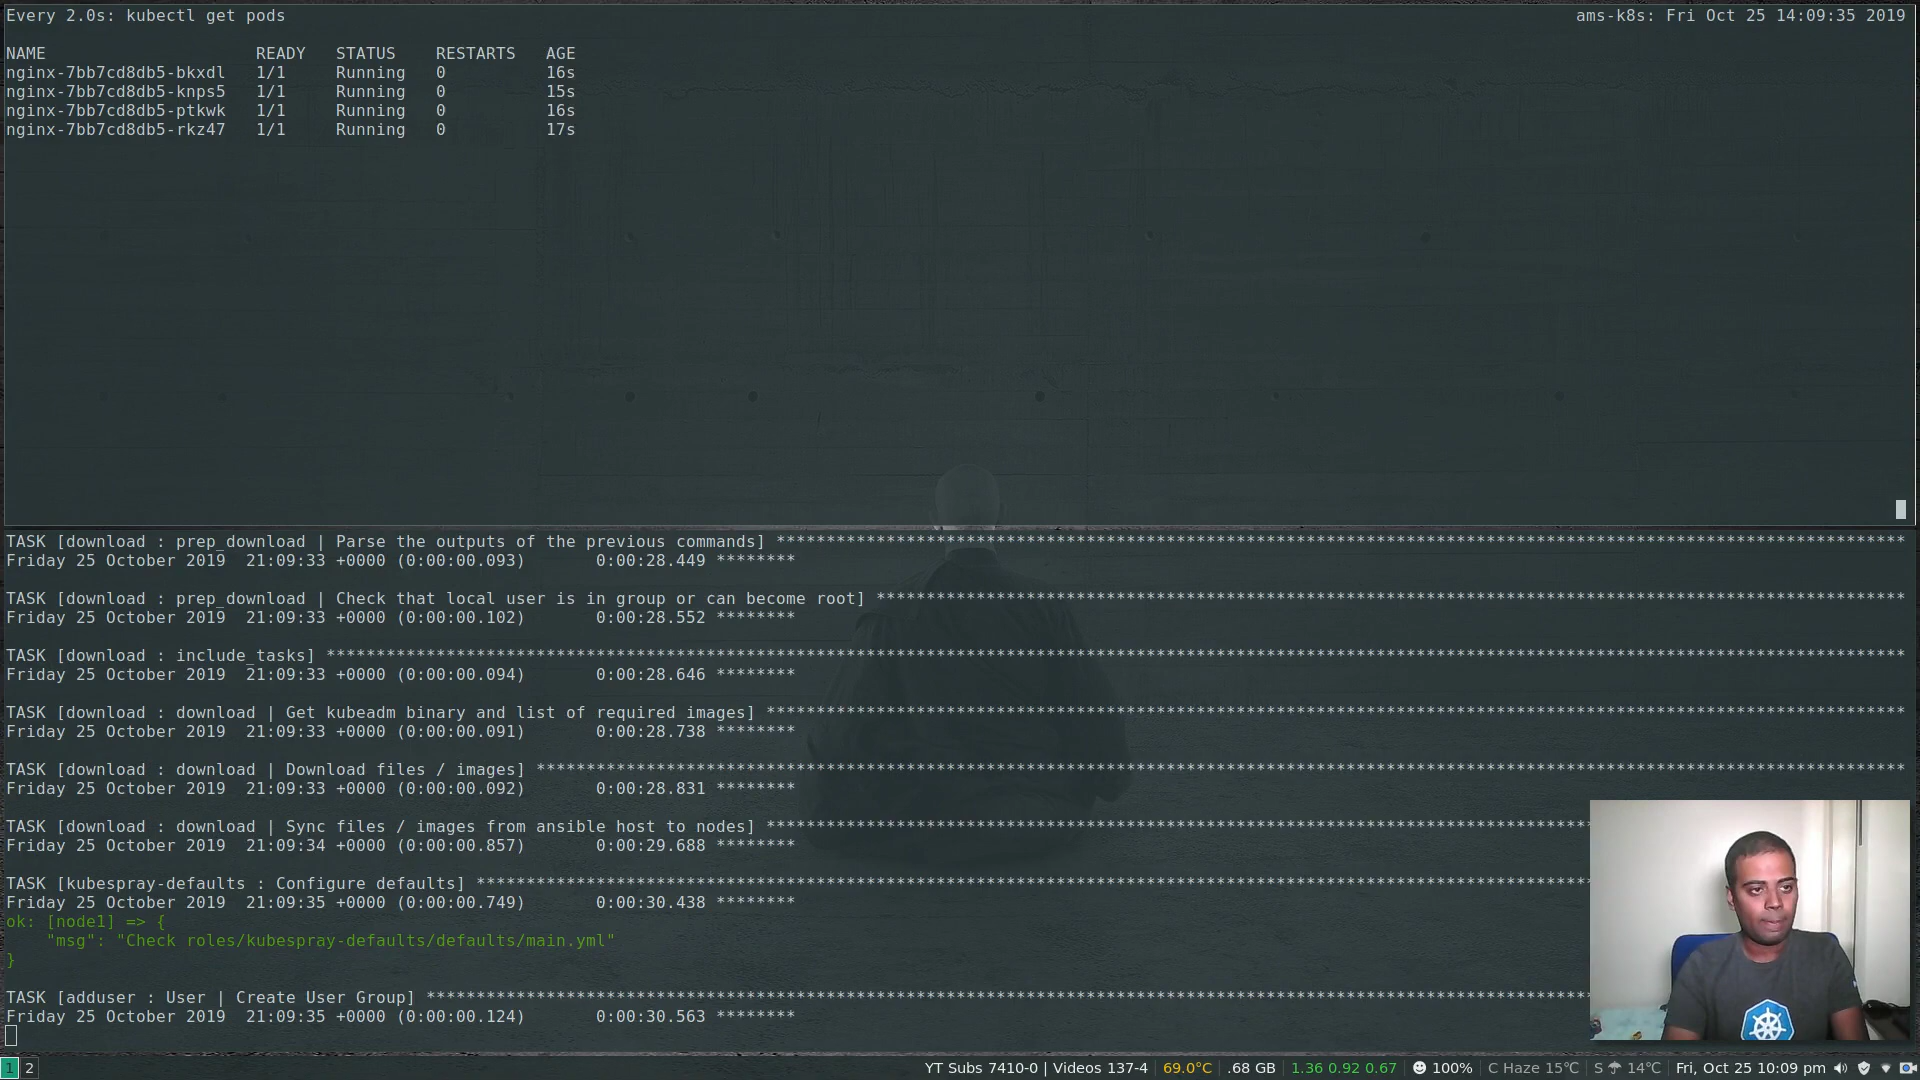 Every 2.0s: kubectl get pods ams-k8s: Fri Oct 25 14:09:35 2019
NAME READY STATUS RESTARTS AGE
nginx-7bb7cd8db5-bkxdl 1/1 Running 0 16s
nginx-7bb7cd8db5-knps5 1/1 Running 0 15s
nginx-7bb7cd8db5-ptkwk 1/1 Running 0 16s
nginx-7bb7cd8db5-rkz47 1/1 Running 0 17s
TASK [download : prep_download | Parse the outputs of the previous commands] *****************************************************************************************************************
Friday 25 October 2019 21:09:33 +0000 (0:00:00.093) 0:00:28.449 ********
TASK [download : prep_download | Check that local user is in group or can become root] *******************************************************************************************************
Friday 25 October 2019 21:09:33 +0000 (0:00:00.102) 0:00:28.552 ********
TASK [download : include_tasks] **************************************************************************************************************************************************************
Friday 25 October 2019 21:09:33 +0000 (0:00:00.094) 0:00:28.646 ********
TASK [download : download | Get kubeadm binary and list of required images] ******************************************************************************************************************
Friday 25 October 2019 21:09:33 +0000 (0:00:00.091) 0:00:28.738 ********
TASK [download : download | Download files / images] *****************************************************************************************************************************************
Friday 25 October 2019 21:09:33 +0000 (0:00:00.092) 0:00:28.831 ********
TASK [download : download | Sync files / images from ansible host to nodes] ***********************************************************************************
Friday 25 October 2019 21:09:34 +0000 (0:00:00.857) 0:00:29.688 ********
TASK [kubespray-defaults : Configure defaults] ****************************************************************************************************************
Friday 25 October 2019 21:09:35 +0000 (0:00:00.749) 0:00:30.438 ********
ok: [node1] => {
"msg": "Check roles/kubespray-defaults/defaults/main.yml"
}
TASK [adduser : User | Create User Group] *********************************************************************************************************************
Friday 25 October 2019 21:09:35 +0000 (0:00:00.124) 0:00:30.563 ********
1 2 YT Subs 7410-0 | Videos 137-4 69.0°C .68 GB 1.36 0.92 0.67 100% C Haze 15℃ S 14℃ Fri, Oct 25 10:09 pm